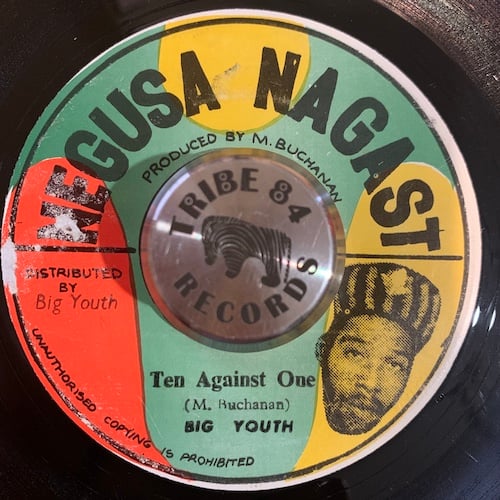 NEGUSA NAGAST
PRODUCED BY M. BUCHANAN
TRIBE 84
RECORDS
DISTRIBUTED
BY
Big Youth
Ten Against One
(M. Buchanan)
BIG YOUTH
UNAUTHORISED COPYING IS PROHIBITED